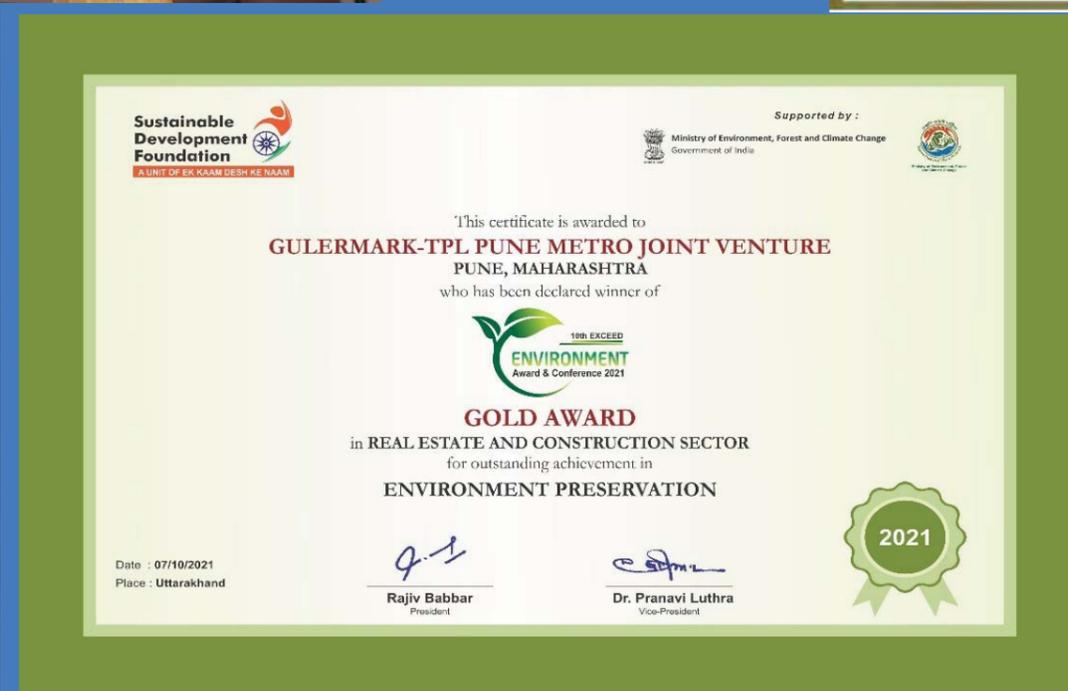 Sustainable
Development
Foundation
A UNIT OF EK KAAM DESH KE NAAM
Supported by :
Ministry of Environment, Forest and Climate Change
Government of India
This certificate is awarded to
GULERMARK-TPL PUNE METRO JOINT VENTURE
PUNE, MAHARASHTRA
who has been declared winner of
10th EXCEED
ENVIRONMENT
Award & Conference 2021
GOLD AWARD
in REAL ESTATE AND CONSTRUCTION SECTOR
for outstanding achievement in
ENVIRONMENT PRESERVATION
2021
Date : 07/10/2021
Place : Uttarakhand
Rajiv Babbar
President
Dr. Pranavi Luthra
Vice-President